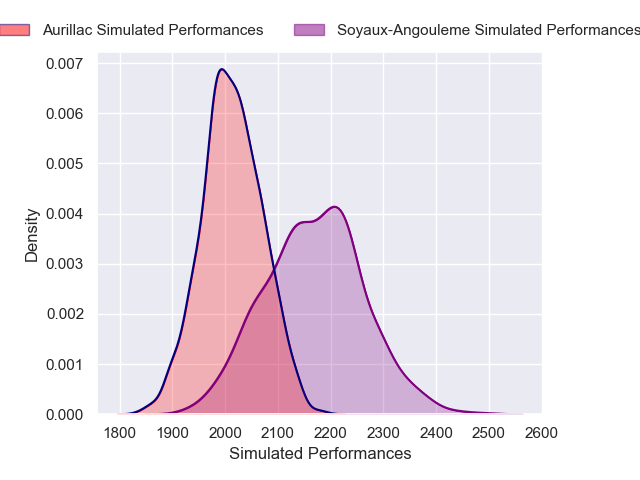 Aurillac Simulated Performances Soyaux-Angouleme Simulated Performances
0.007
0.006
0.005
0.004
0.003
0.002
0.001
0.000
Density
1800 1900 2000 2100 2200 2300 2400 2500 2600
Simulated Performances